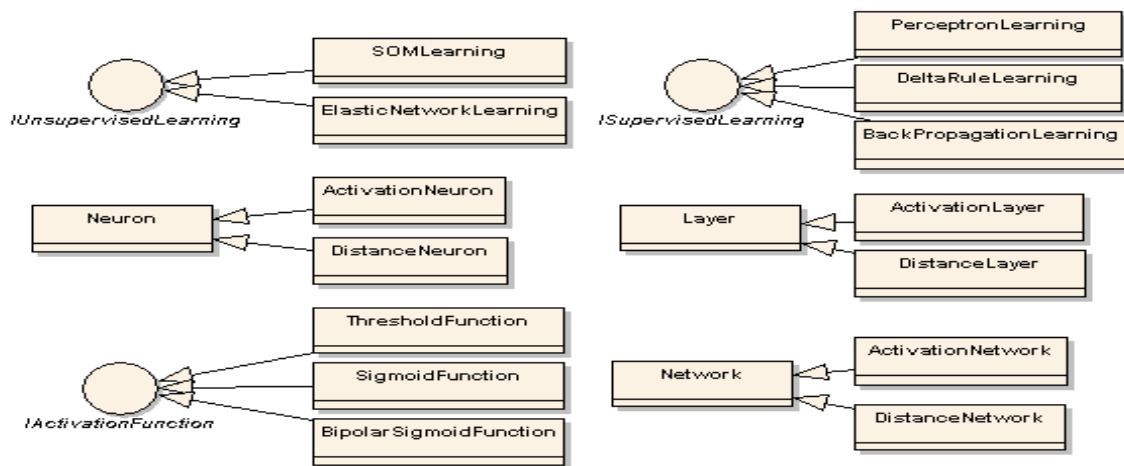 SOMLearning
ElasticNetworkLearning
IUnsupervisedLearning
PerceptronLearning
DeltaRuleLearning
BackPropagationLearning
ISupervisedLearning
Neuron
ActivationNeuron
DistanceNeuron
Layer
ActivationLayer
DistanceLayer
ThresholdFunction
SigmoidFunction
BipolarSigmoidFunction
IActivationFunction
Network
ActivationNetwork
DistanceNetwork